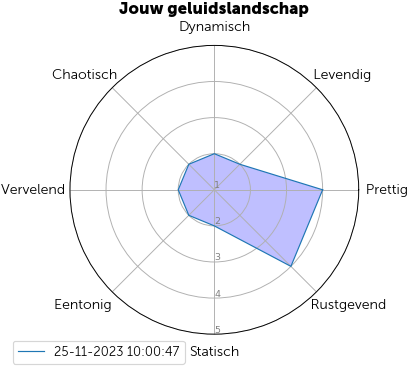 Jouw geluidslandschap
Dynamisch
Chaotisch
Levendig
Vervelend
Prettig
1
2
3
4
5
Eentonig
Rustgevend
25-11-2023 10:00:47
Statisch